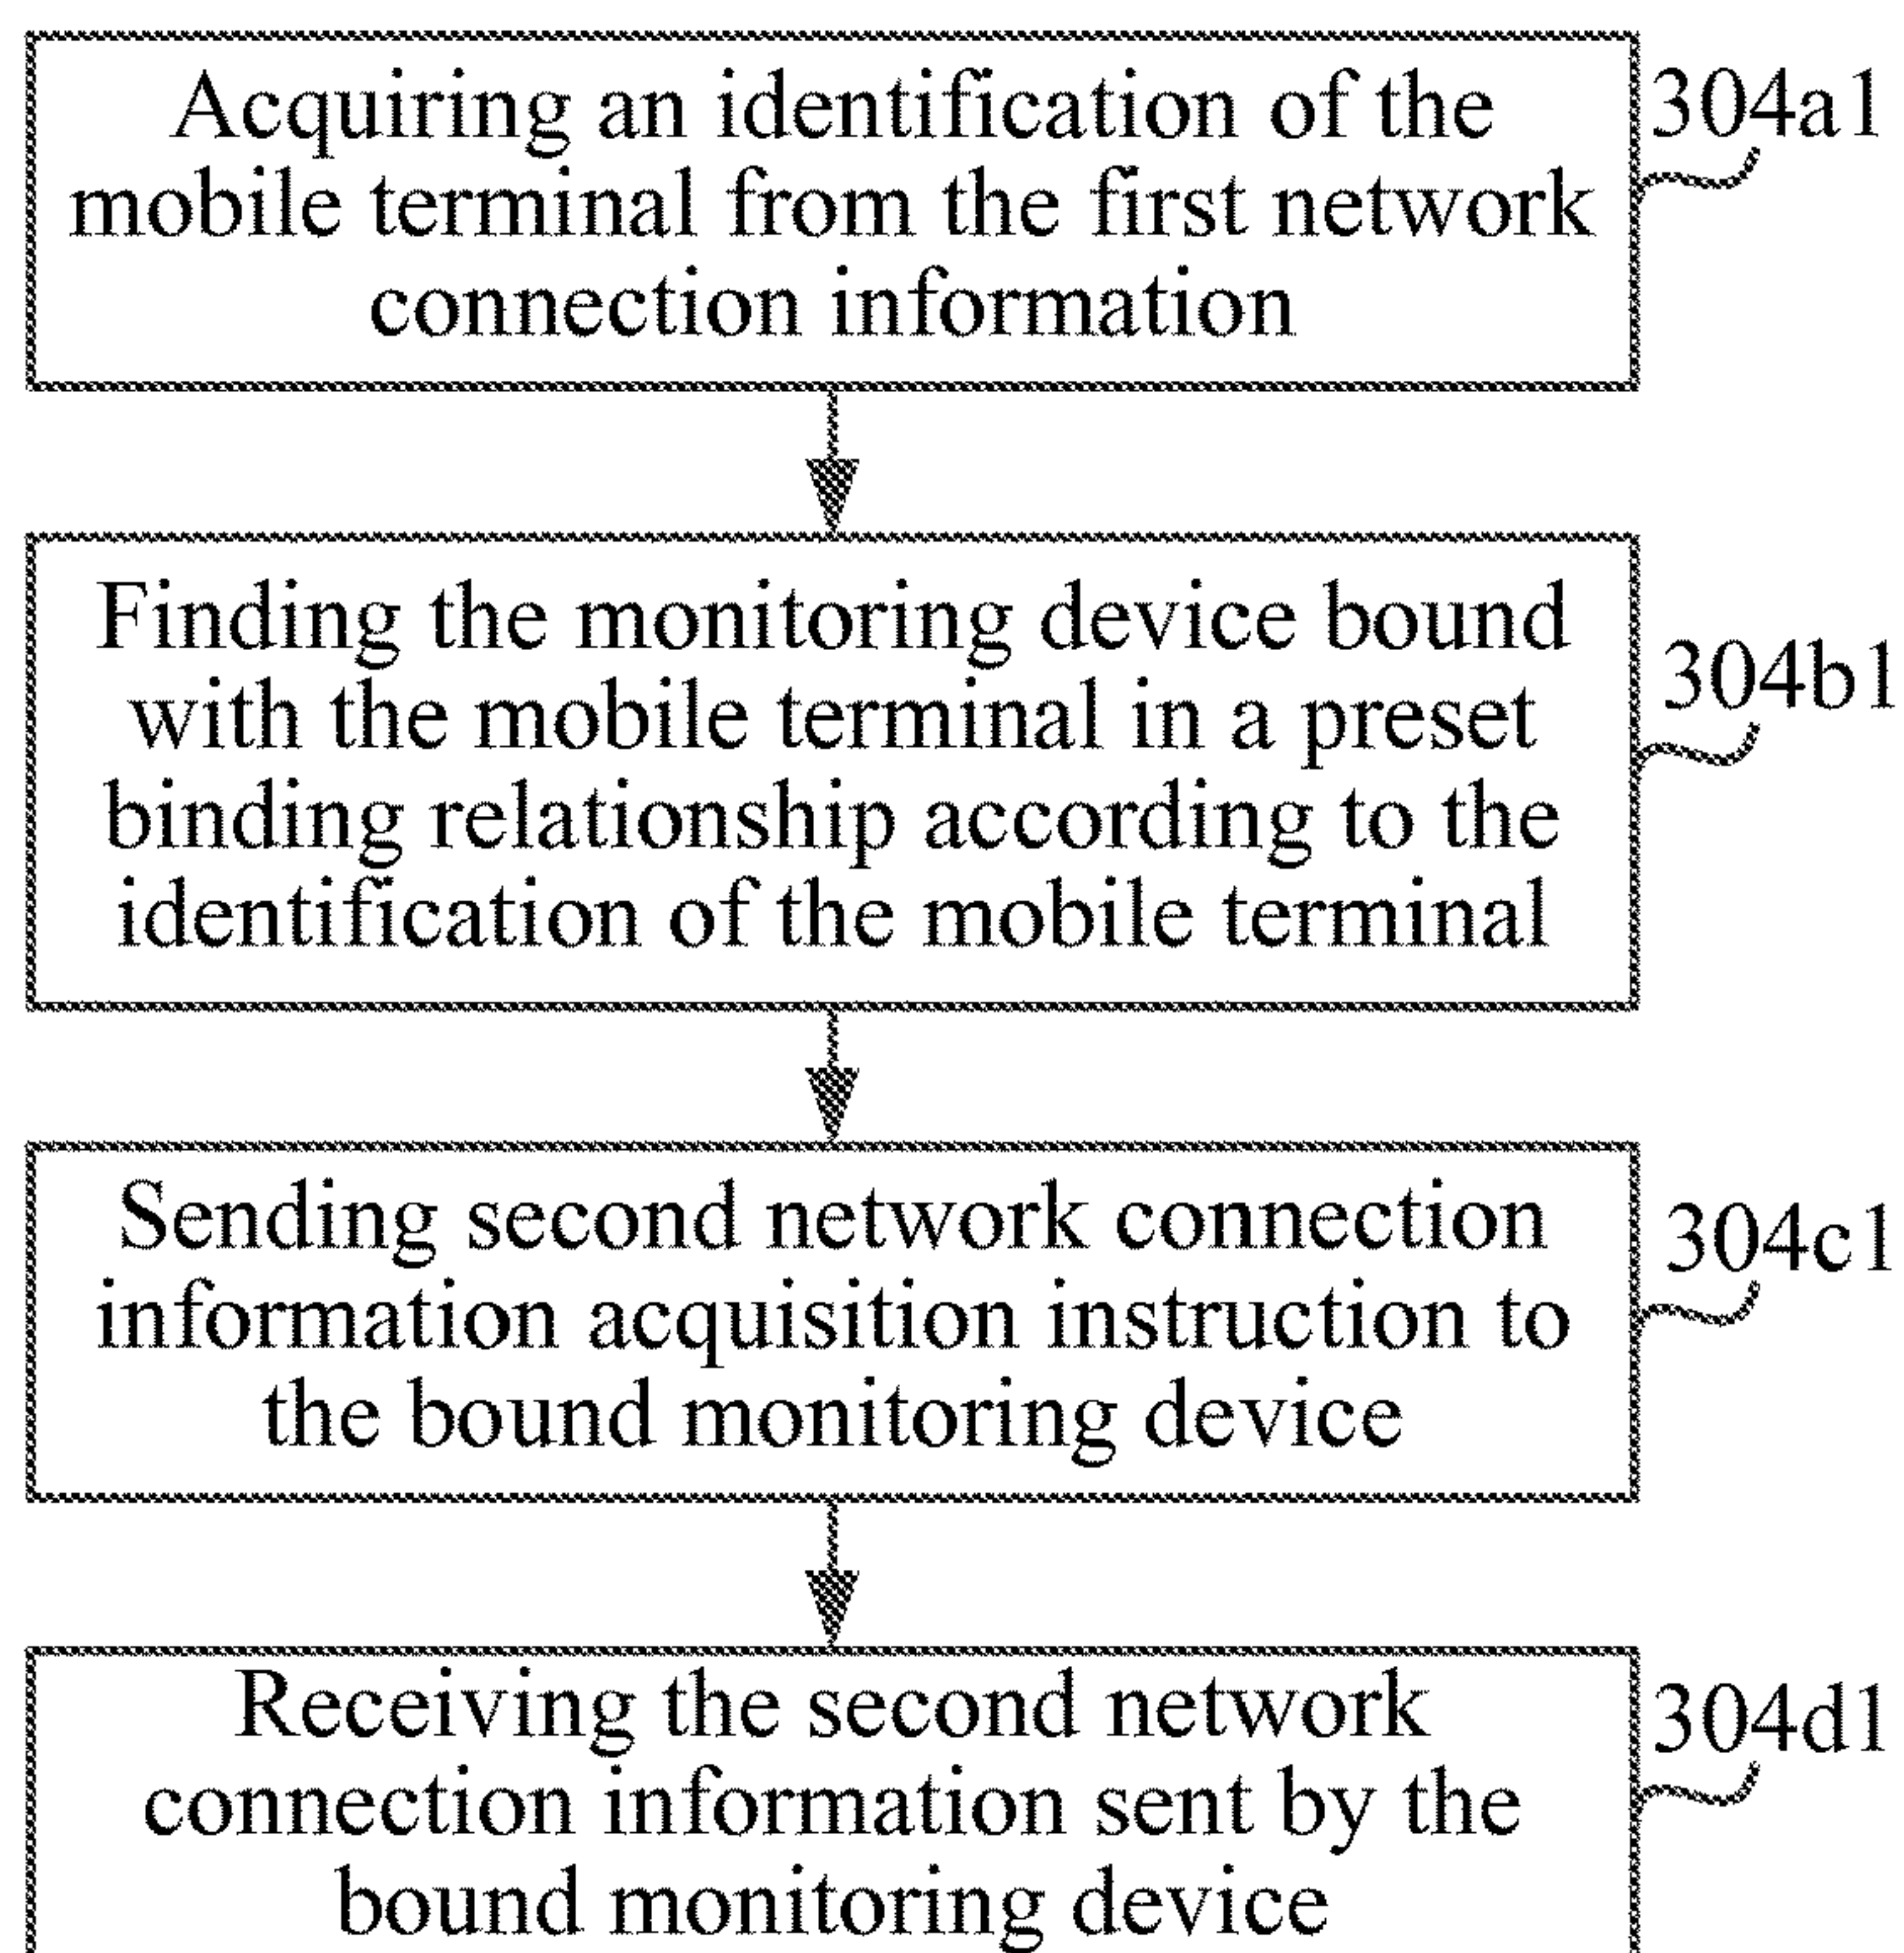 Acquiring an identification of the
mobile terminal from the first network
connection information
304a1
Finding the monitoring device bound
with the mobile terminal in a preset
binding relationship according to the
identification of the mobile terminal
304b1
Sending second network connection
information acquisition instruction to
the bound monitoring device
304c1
Receiving the second network
connection information sent by the
bound monitoring device
304d1